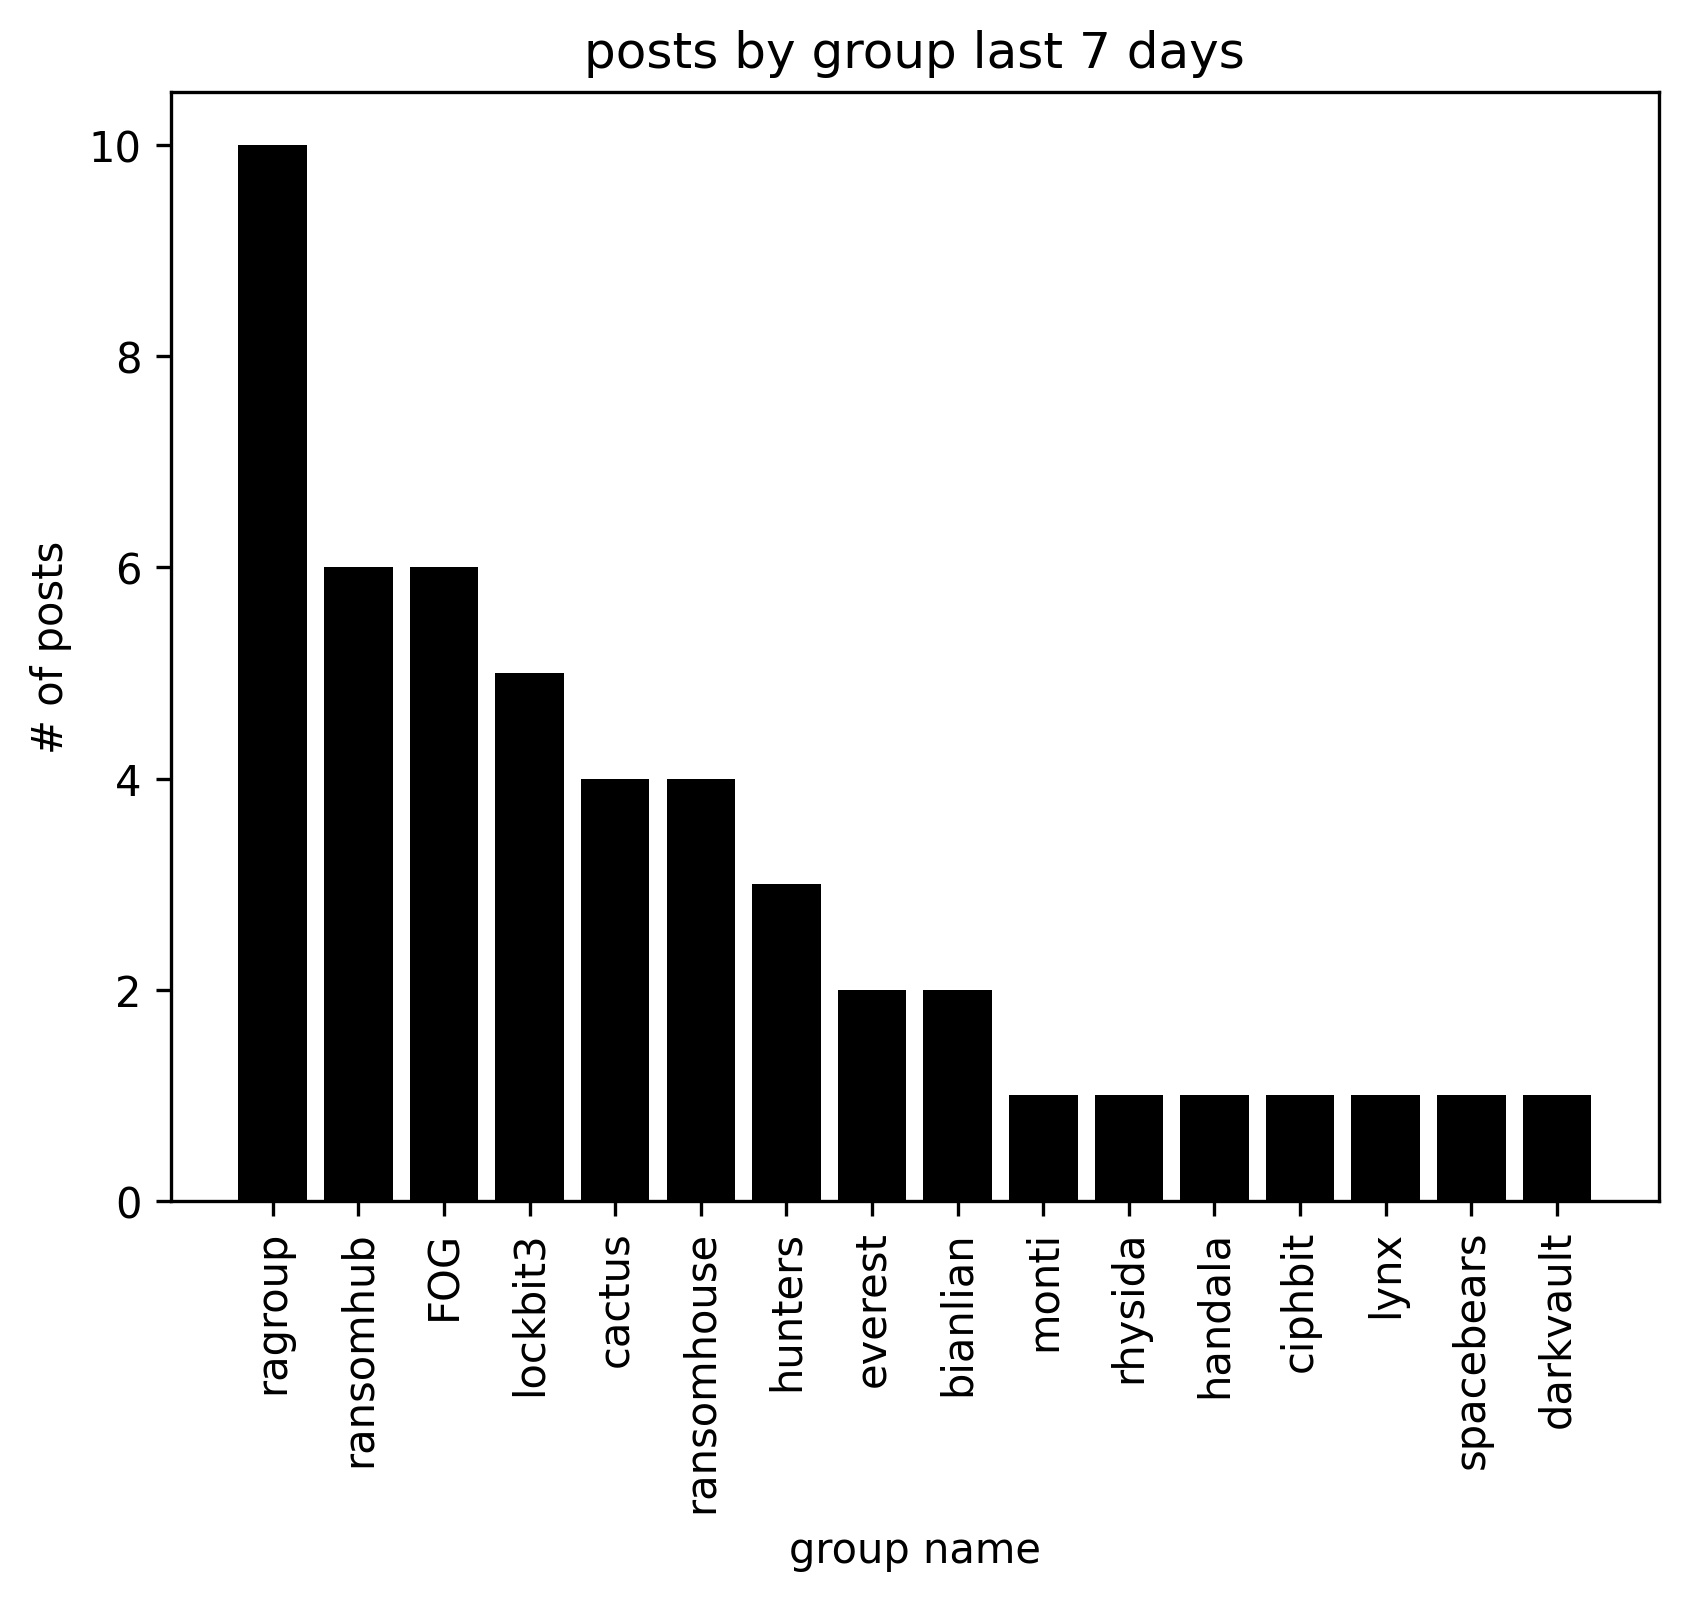 posts by group last 7 days
10
8
6
4
2
0
# of posts
ragroup
ransomhub
FOG
lockbit3
cactus
ransomhouse
hunters
everest
bianlian
monti
rhysida
handala
ciphbit
lynx
spacebears
darkvault
group name